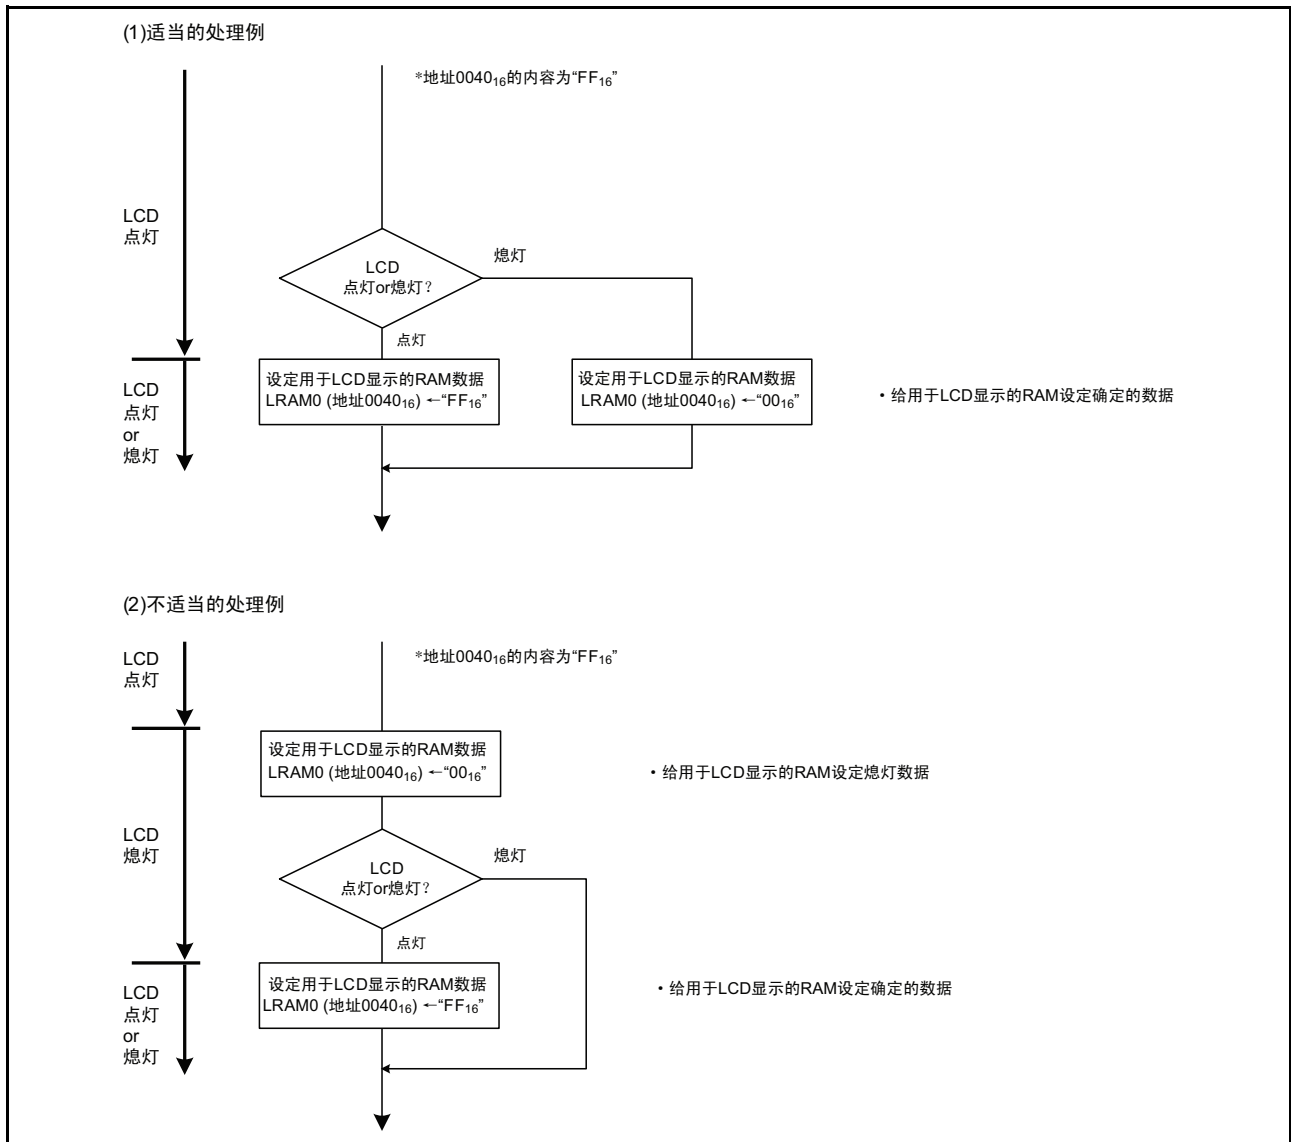 (1)适当的处理例
*地址0040₁₆的内容为“FF₁₆”
LCD
点灯
LCD
点灯or熄灯？
熄灯
点灯
设定用于LCD显示的RAM数据
LRAM0 (地址0040₁₆) ←“FF₁₆”
设定用于LCD显示的RAM数据
LRAM0 (地址0040₁₆) ←“00₁₆”
・给用于LCD显示的RAM设定确定的数据
LCD
点灯
or
熄灯
(2)不适当的处理例
*地址0040₁₆的内容为“FF₁₆”
LCD
点灯
设定用于LCD显示的RAM数据
LRAM0 (地址0040₁₆) ←“00₁₆”
・给用于LCD显示的RAM设定熄灯数据
LCD
熄灯
LCD
点灯or熄灯？
熄灯
点灯
设定用于LCD显示的RAM数据
LRAM0 (地址0040₁₆) ←“FF₁₆”
・给用于LCD显示的RAM设定确定的数据
LCD
点灯
or
熄灯